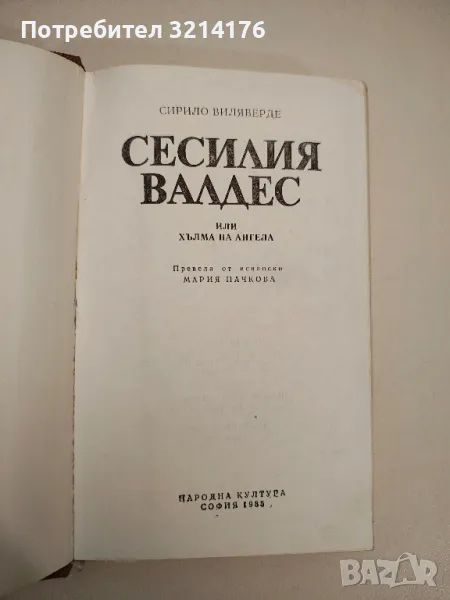 Потребител 3214176
СИРИЛО ВИЛЯВЕРДЕ
СЕСИЛИЯ
ВАЛДЕС
ИЛИ
ХЪЛМА НА АНГЕЛА
Превела от испански
МАРИЯ ПАЧКОВА
НАРОДНА КУЛТУРА
СОФИЯ 1985
BAZAR